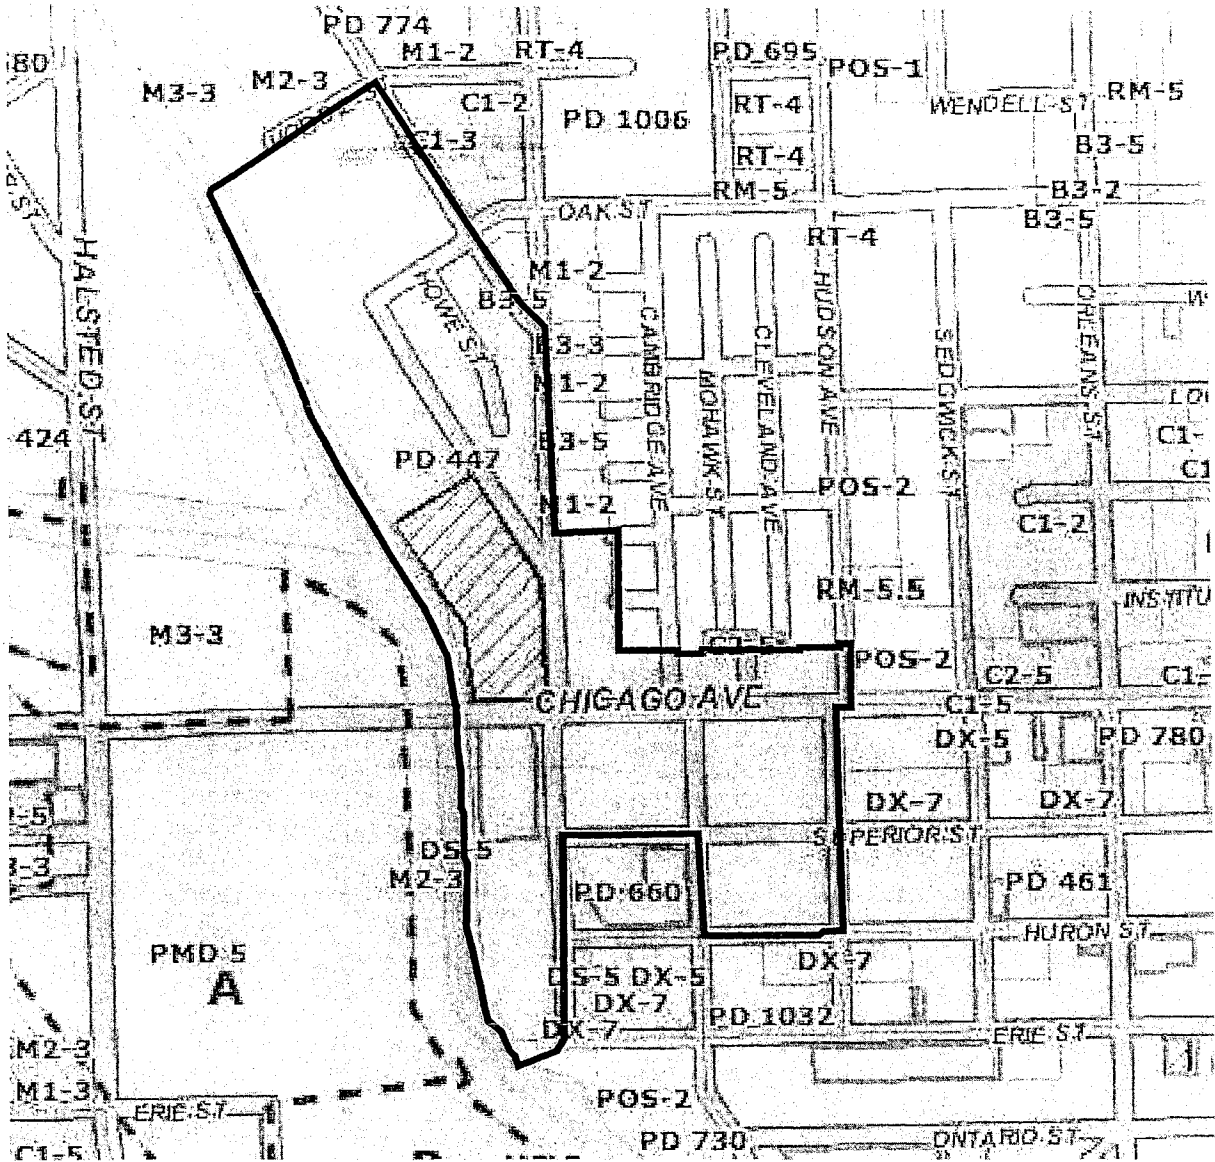 PD 774
M1-2
RT-4
PD 695
POS-1
80
M3-3
M2-3
C1-2
RT-4
WENDELL ST
RM-5
PD 1006
C1-3
RT-4
B3-5
RM-5
B3-2
OAK ST
B3-5
RT-4
HALSTED ST
M1-2
HOWE ST
B3-5
HUDSON AVE
ORLEANS ST
CAMBRIDGE AVE
CLEVELAND AVE
SEDGWICK ST
B3-3
M1-2
MOHAWK ST
424
B3-5
C1-
PD 447
C1
POS-2
M1-2
C1-2
RM-5.5
INSTITU
M3-3
C1-5
POS-2
C2-5
C1-
CHICAGO AVE
C1-5
DX-5
PD 780
DX-7
DX-7
-5
SUPERIOR ST
DS-5
3-3
M2-3
PD 660
PD 461
HURON ST
PMD 5
A
DS-5
DX-5
DX-7
DX-7
PD 1032
DX-7
ERIE ST
M2-3
M1-3
POS-2
ERIE ST
PD 730
ONTARIO ST
C1-5